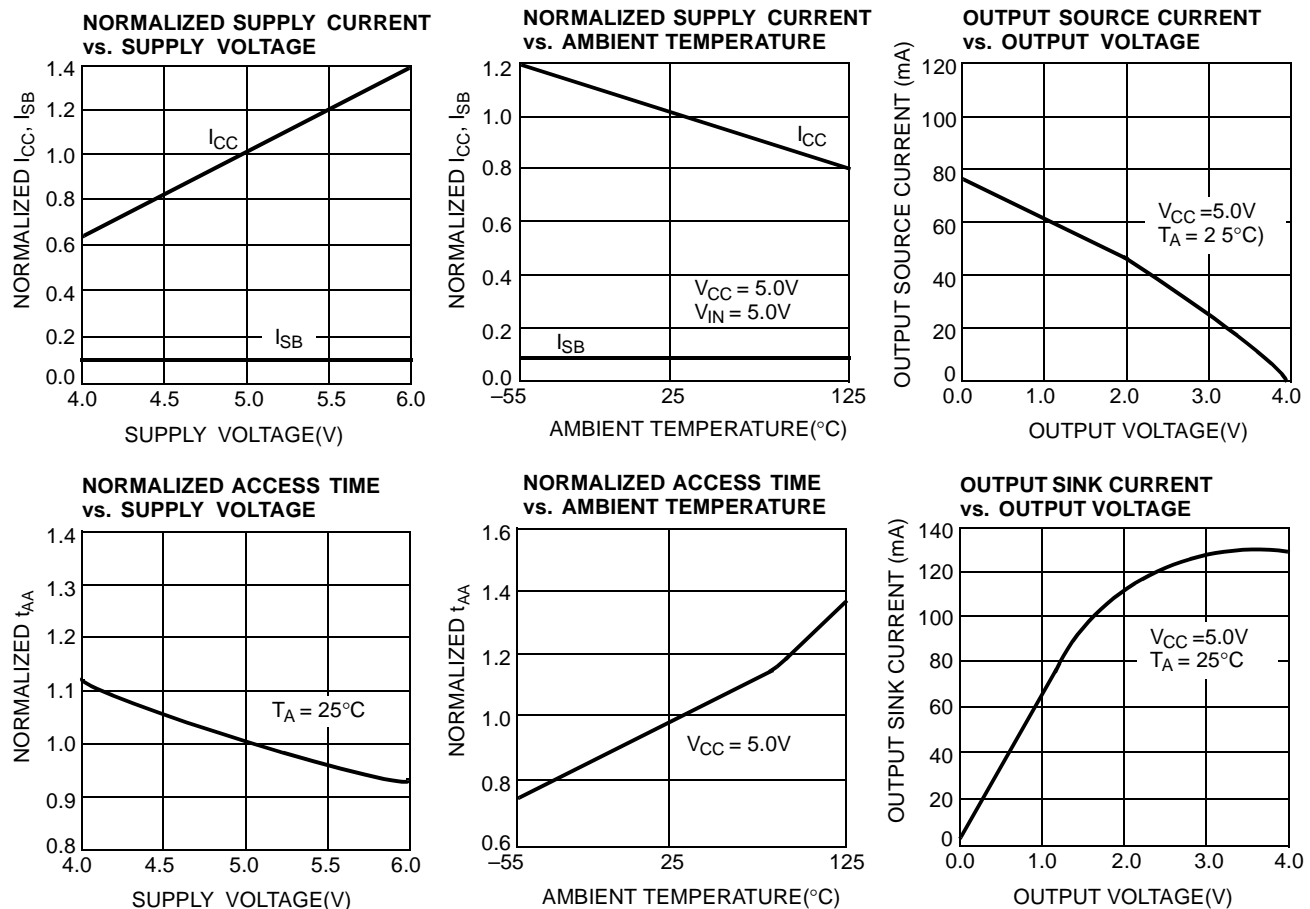 NORMALIZED SUPPLY CURRENT
vs. SUPPLY VOLTAGE
NORMALIZED ICC, ISB
1.4
1.2
1.0
0.8
0.6
0.4
0.2
0.0
ICC
ISB
4.0 4.5 5.0 5.5 6.0
SUPPLY VOLTAGE(V)
NORMALIZED SUPPLY CURRENT
vs. AMBIENT TEMPERATURE
NORMALIZED ICC, ISB
1.2
1.0
0.8
0.6
0.4
0.2
0.0
ICC
VCC = 5.0V
VIN = 5.0V
ISB
–55 25 125
AMBIENT TEMPERATURE(°C)
OUTPUT SOURCE CURRENT
vs. OUTPUT VOLTAGE
OUTPUT SOURCE CURRENT (mA)
120
100
80
60
40
20
0
VCC=5.0V
TA = 2 5°C)
0.0 1.0 2.0 3.0 4.0
OUTPUT VOLTAGE(V)
NORMALIZED ACCESS TIME
vs. SUPPLY VOLTAGE
NORMALIZED tAA
1.4
1.3
1.2
1.1
1.0
0.9
0.8
TA = 25°C
4.0 4.5 5.0 5.5 6.0
SUPPLY VOLTAGE(V)
NORMALIZED ACCESS TIME
vs. AMBIENT TEMPERATURE
NORMALIZED tAA
1.6
1.4
1.2
1.0
0.8
0.6
VCC = 5.0V
–55 25 125
AMBIENT TEMPERATURE(°C)
OUTPUT SINK CURRENT
vs. OUTPUT VOLTAGE
OUTPUT SINK CURRENT (mA)
140
120
100
80
60
40
20
0
VCC=5.0V
TA = 25°C
0.0 1.0 2.0 3.0 4.0
OUTPUT VOLTAGE(V)